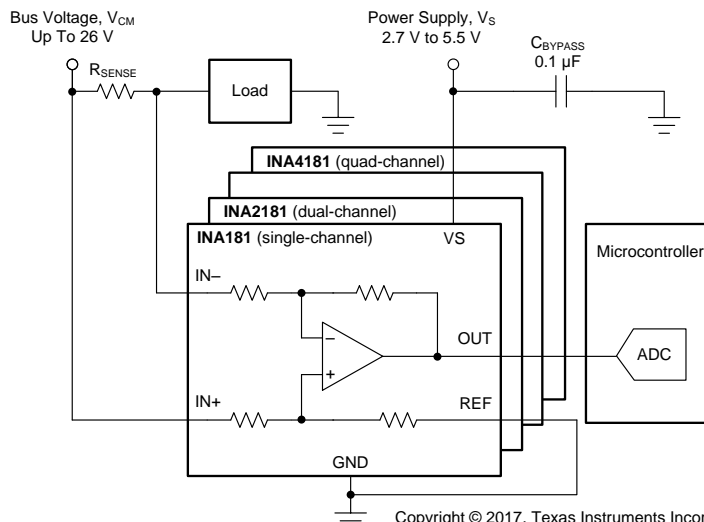 Bus Voltage, VCM
Up To 26 V
Power Supply, VS
2.7 V to 5.5 V
CBYPASS
0.1 µF
RSENSE
Load
INA4181 (quad-channel)
INA2181 (dual-channel)
INA181 (single-channel)
VS
Microcontroller
IN–
OUT
ADC
–
+
IN+
REF
GND
Copyright © 2017, Texas Instruments Incor